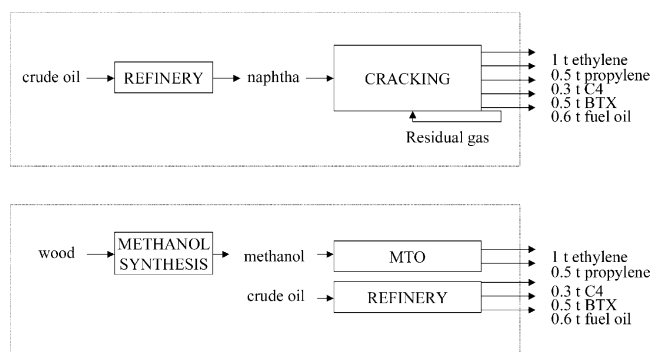 crude oil REFINERY naphtha CRACKING
1 t ethylene
0.5 t propylene
0.3 t C4
0.5 t BTX
0.6 t fuel oil
Residual gas
wood METHANOL SYNTHESIS methanol MTO
crude oil REFINERY
1 t ethylene
0.5 t propylene
0.3 t C4
0.5 t BTX
0.6 t fuel oil